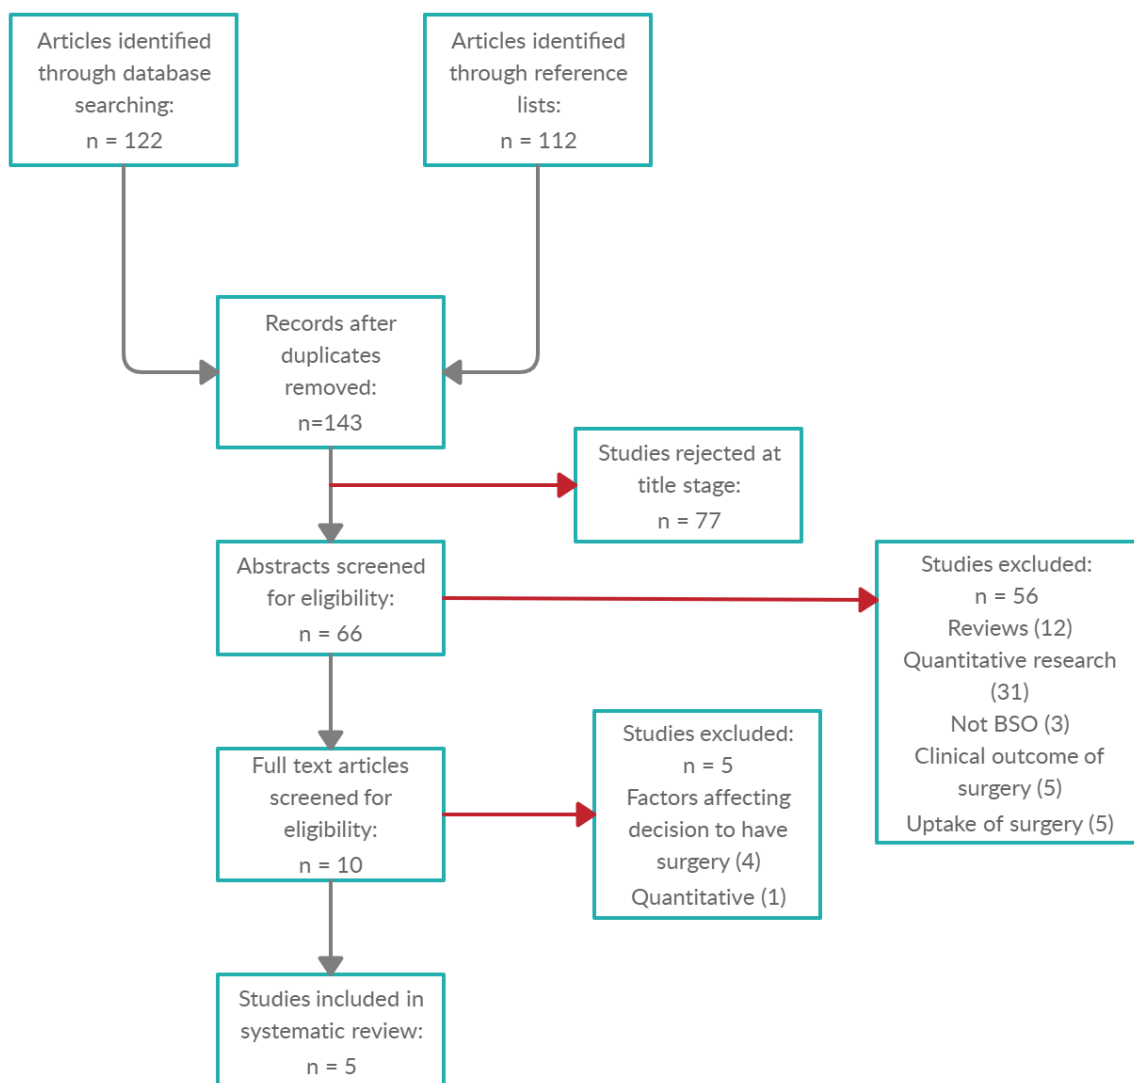 Articles identified
through database
searching:
n = 122
Articles identified
through reference
lists:
n = 112
Records after
duplicates
removed:
n=143
Studies rejected at
title stage:
n = 77
Abstracts screened
for eligibility:
n = 66
Studies excluded:
n = 56
Reviews (12)
Quantitative research
(31)
Not BSO (3)
Clinical outcome of
surgery (5)
Uptake of surgery (5)
Full text articles
screened for
eligibility:
n = 10
Studies excluded:
n = 5
Factors affecting
decision to have
surgery (4)
Quantitative (1)
Studies included in
systematic review:
n = 5